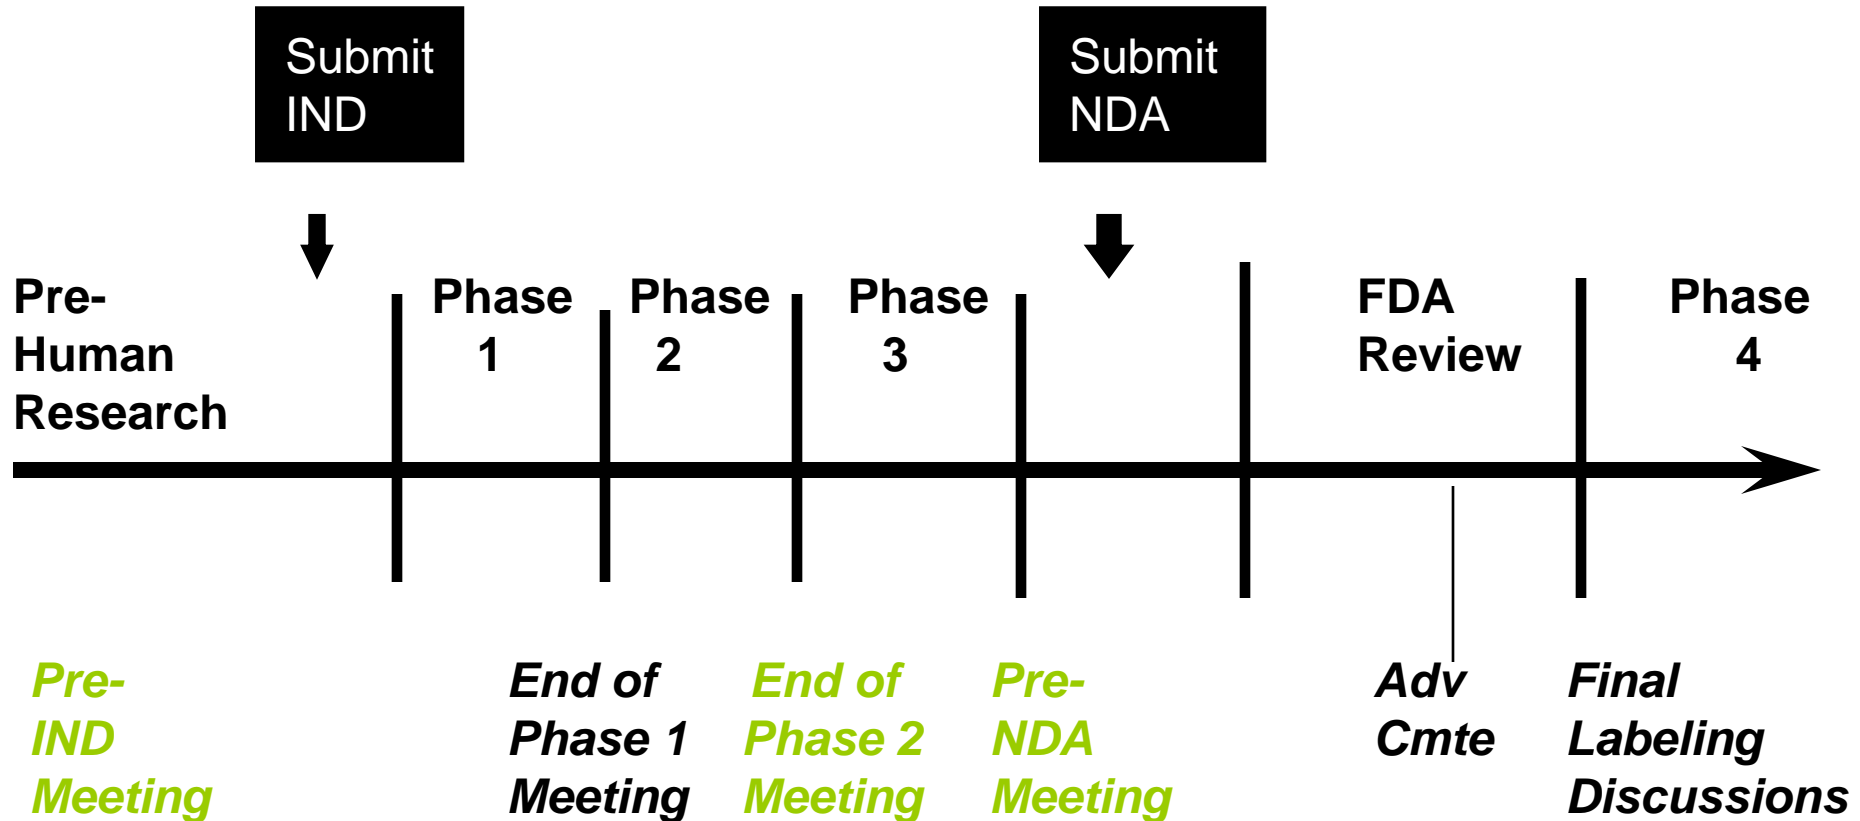 Submit
IND
Submit
NDA
Pre-
Human
Research
Phase
1
Phase
2
Phase
3
FDA
Review
Phase
4
Pre-
IND
Meeting
End of
Phase 1
Meeting
End of
Phase 2
Meeting
Pre-
NDA
Meeting
Adv
Cmte
Final
Labeling
Discussions